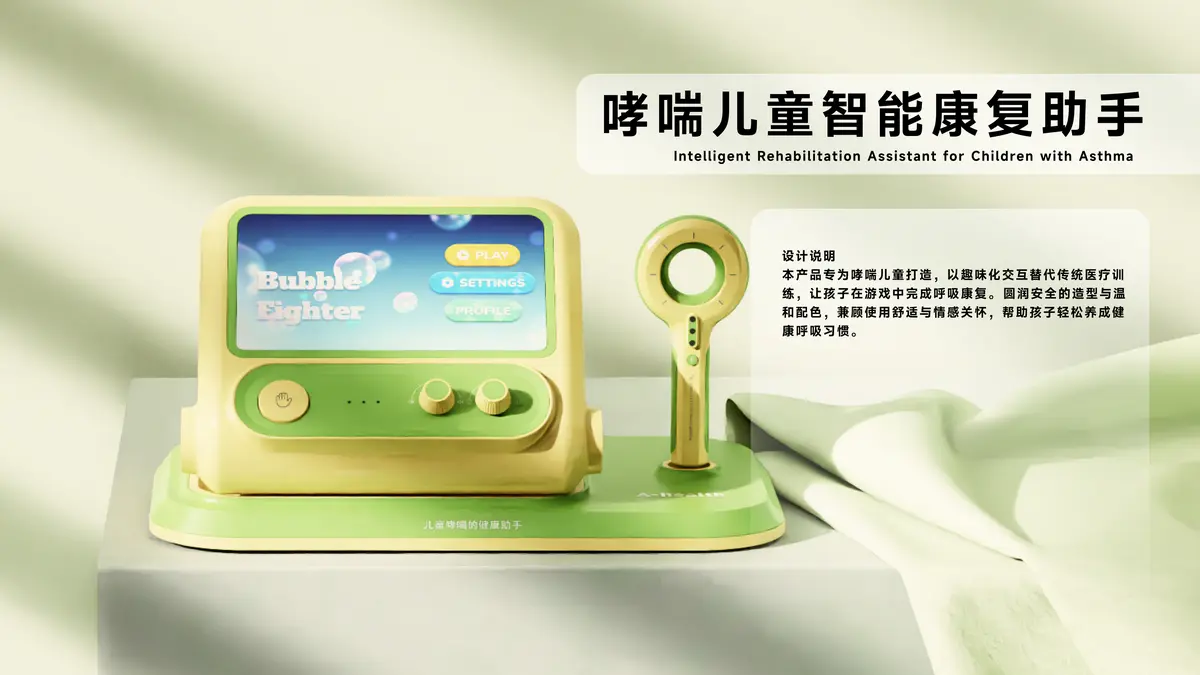 哮喘儿童智能康复助手
Intelligent Rehabilitation Assistant for Children with Asthma
设计说明
本产品专为哮喘儿童打造，以趣味化交互替代传统医疗训
练，让孩子在游戏中完成呼吸康复。圆润安全的造型与温
和配色，兼顾使用舒适与情感关怀，帮助孩子轻松养成健
康呼吸习惯。
Bubble
Fighter
PLAY
SETTINGS
PROFILE
儿童哮喘的健康助手